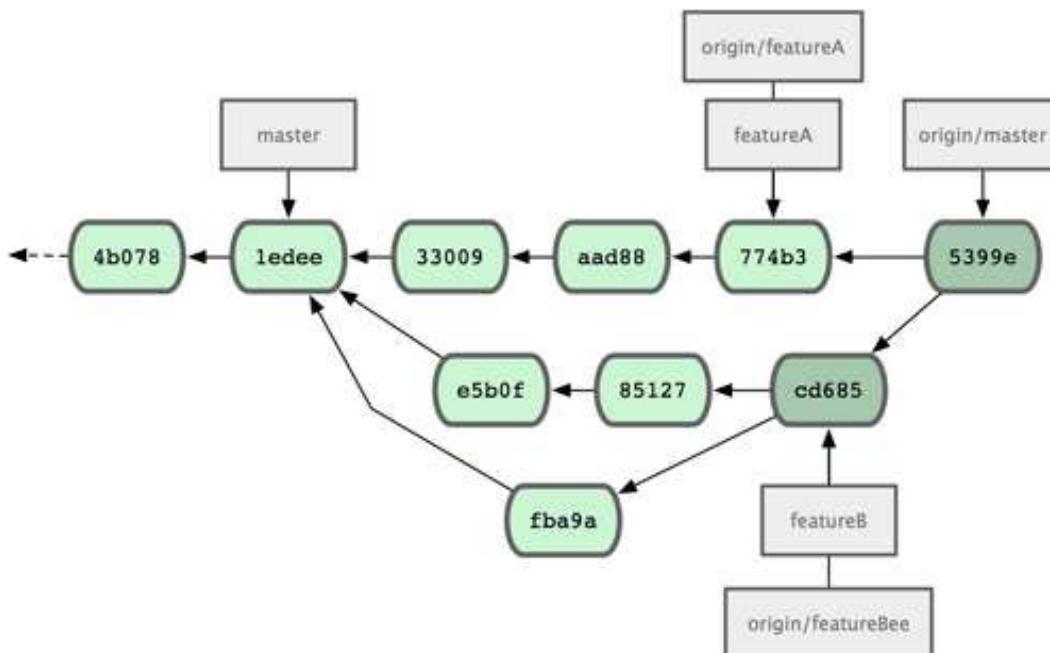 origin/featureA
master
featureA
origin/master
4b078
1edee
33009
aad88
774b3
5399e
e5b0f
85127
cd685
fba9a
featureB
origin/featureBee